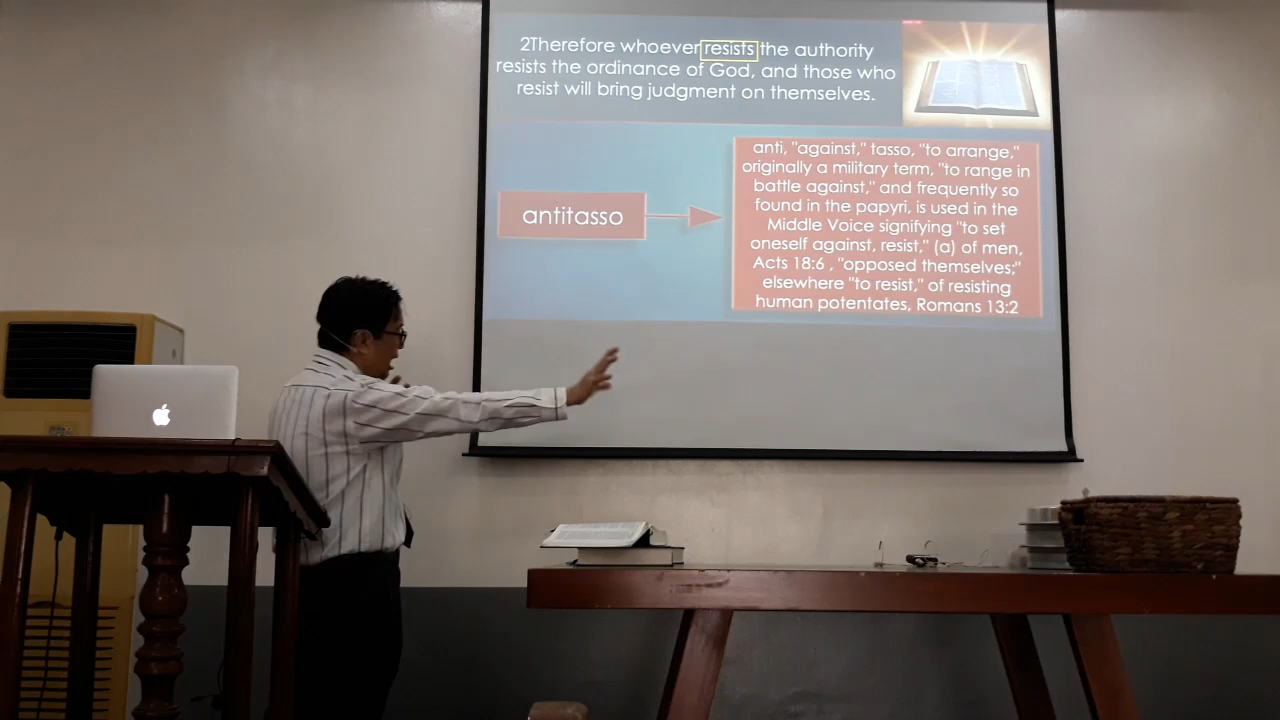 2Therefore whoever resists the authority
resists the ordinance of God, and those who
resist will bring judgment on themselves.
antitasso
anti, "against," tasso, "to arrange,"
originally a military term, "to range in
battle against," and frequently so
found in the papyri, is used in the
Middle Voice signifying "to set
oneself against, resist," (a) of men,
Acts 18:6 , "opposed themselves;"
elsewhere "to resist," of resisting
human potentates, Romans 13:2